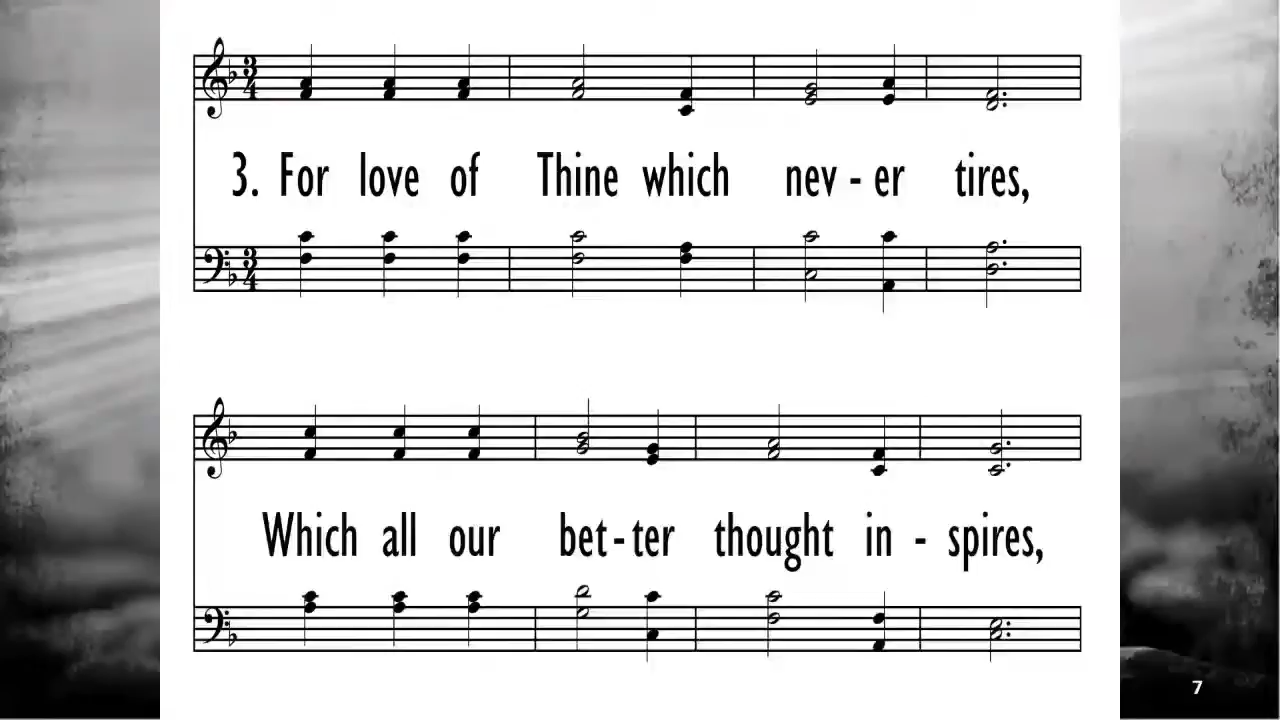 3. For love of Thine which nev - er tires,
Which all our bet - ter thought in - spires,
7